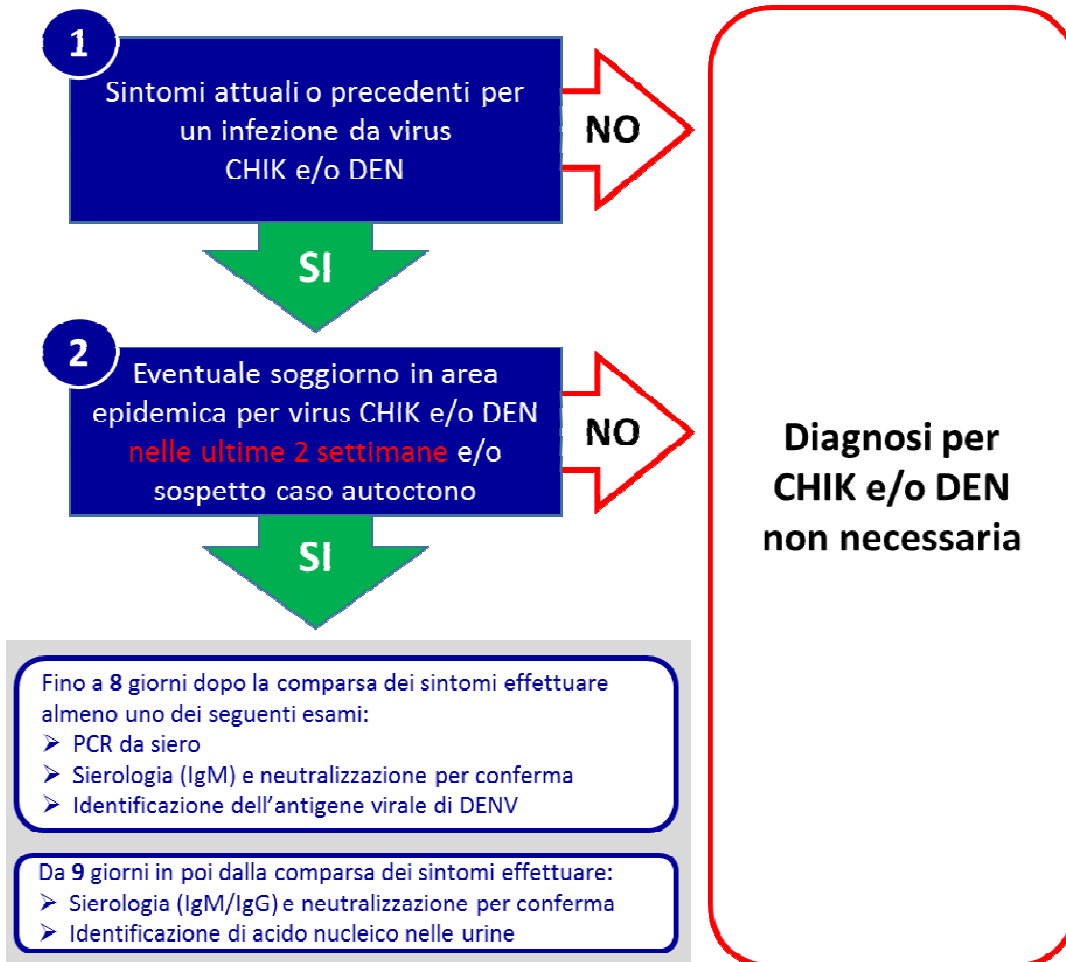 1
Sintomi attuali o precedenti per
un infezione da virus
CHIK e/o DEN
NO
SI
2
Eventuale soggiorno in area
epidemica per virus CHIK e/o DEN
nelle ultime 2 settimane e/o
sospetto caso autoctono
NO
SI
Diagnosi per
CHIK e/o DEN
non necessaria
Fino a 8 giorni dopo la comparsa dei sintomi effettuare
almeno uno dei seguenti esami:
➢ PCR da siero
➢ Sierologia (IgM) e neutralizzazione per conferma
➢ Identificazione dell'antigene virale di DENV
Da 9 giorni in poi dalla comparsa dei sintomi effettuare:
➢ Sierologia (IgM/IgG) e neutralizzazione per conferma
➢ Identificazione di acido nucleico nelle urine